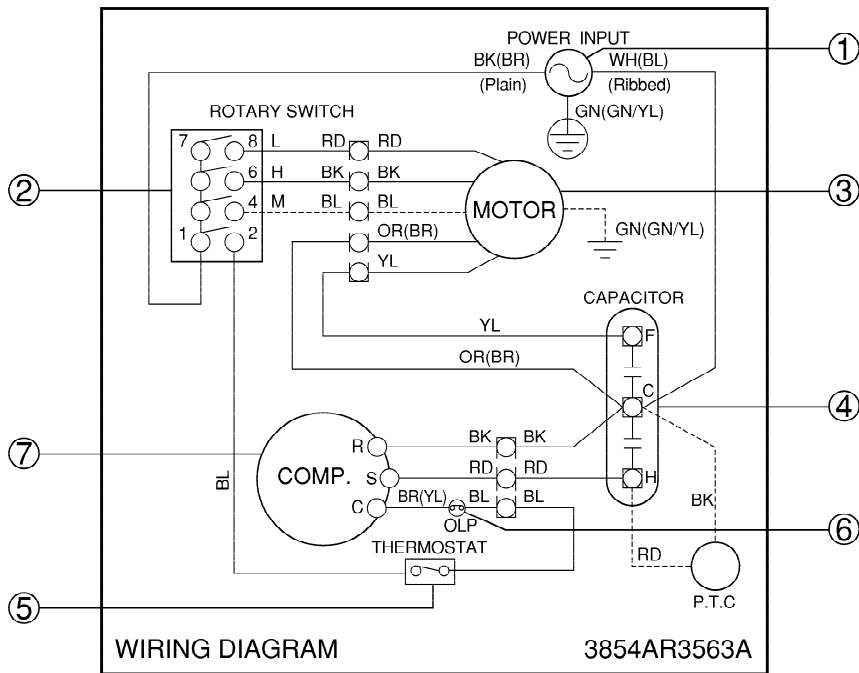 POWER INPUT
1
BK(BR)
WH(BL)
(Plain)
(Ribbed)
GN(GN/YL)
ROTARY SWITCH
7
8
L
RD
RD
2
6
H
BK
BK
3
MOTOR
4
M
BL
BL
1
2
OR(BR)
GN(GN/YL)
YL
CAPACITOR
YL
F
OR(BR)
C
4
7
R
BK
BK
COMP.
S
RD
RD
H
BL
C
BR(YL)
BL
BL
BK
OLP
6
THERMOSTAT
RD
5
P.T.C
WIRING DIAGRAM
3854AR3563A